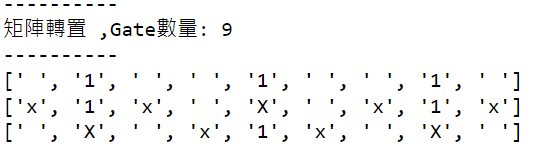 ----------
矩陣轉置 ,Gate數量: 9
----------
[' ', '1', ' ', ' ', '1', ' ', ' ', '1', ' ']
['x', '1', 'x', ' ', 'X', ' ', 'x', '1', 'x']
[' ', 'X', ' ', 'x', '1', 'x', ' ', 'X', ' ']